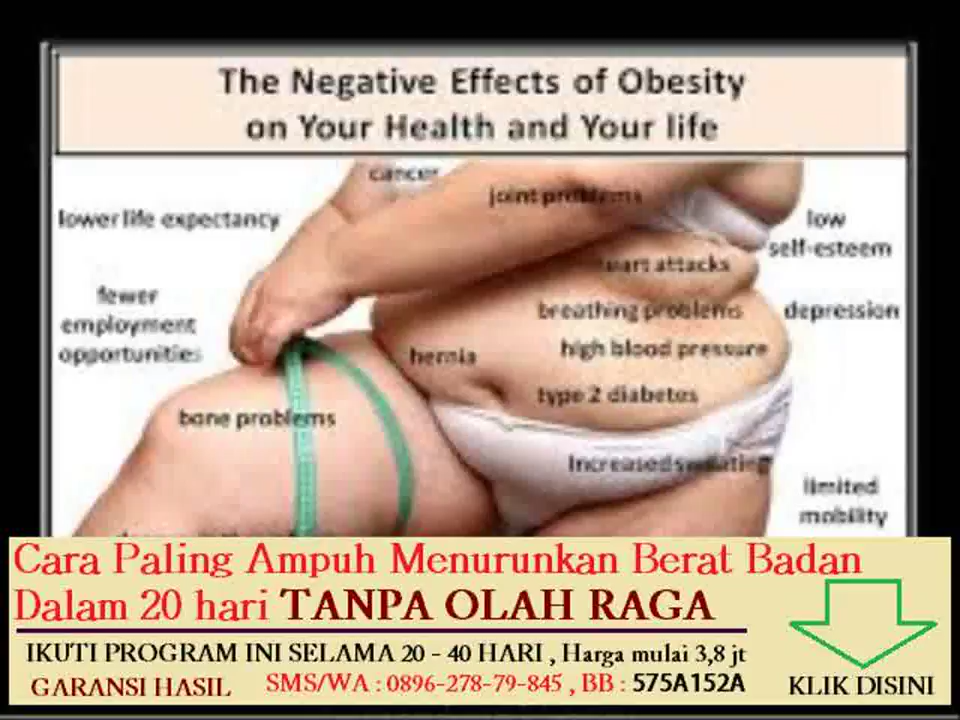 The Negative Effects of Obesity
on Your Health and Your life
cancer
joint problems
lower life expectancy
low
self-esteem
heart attacks
fewer
employment
opportunities
breathing problems
depression
hernia
high blood pressure
type 2 diabetes
bone problems
Increased sweating
limited
mobility
Cara Paling Ampuh Menurunkan Berat Badan
Dalam 20 hari TANPA OLAH RAGA
IKUTI PROGRAM INI SELAMA 20 - 40 HARI , Harga mulai 3,8 jt
GARANSI HASIL SMS/WA : 0896-278-79-845 , BB : 575A152A
KLIK DISINI